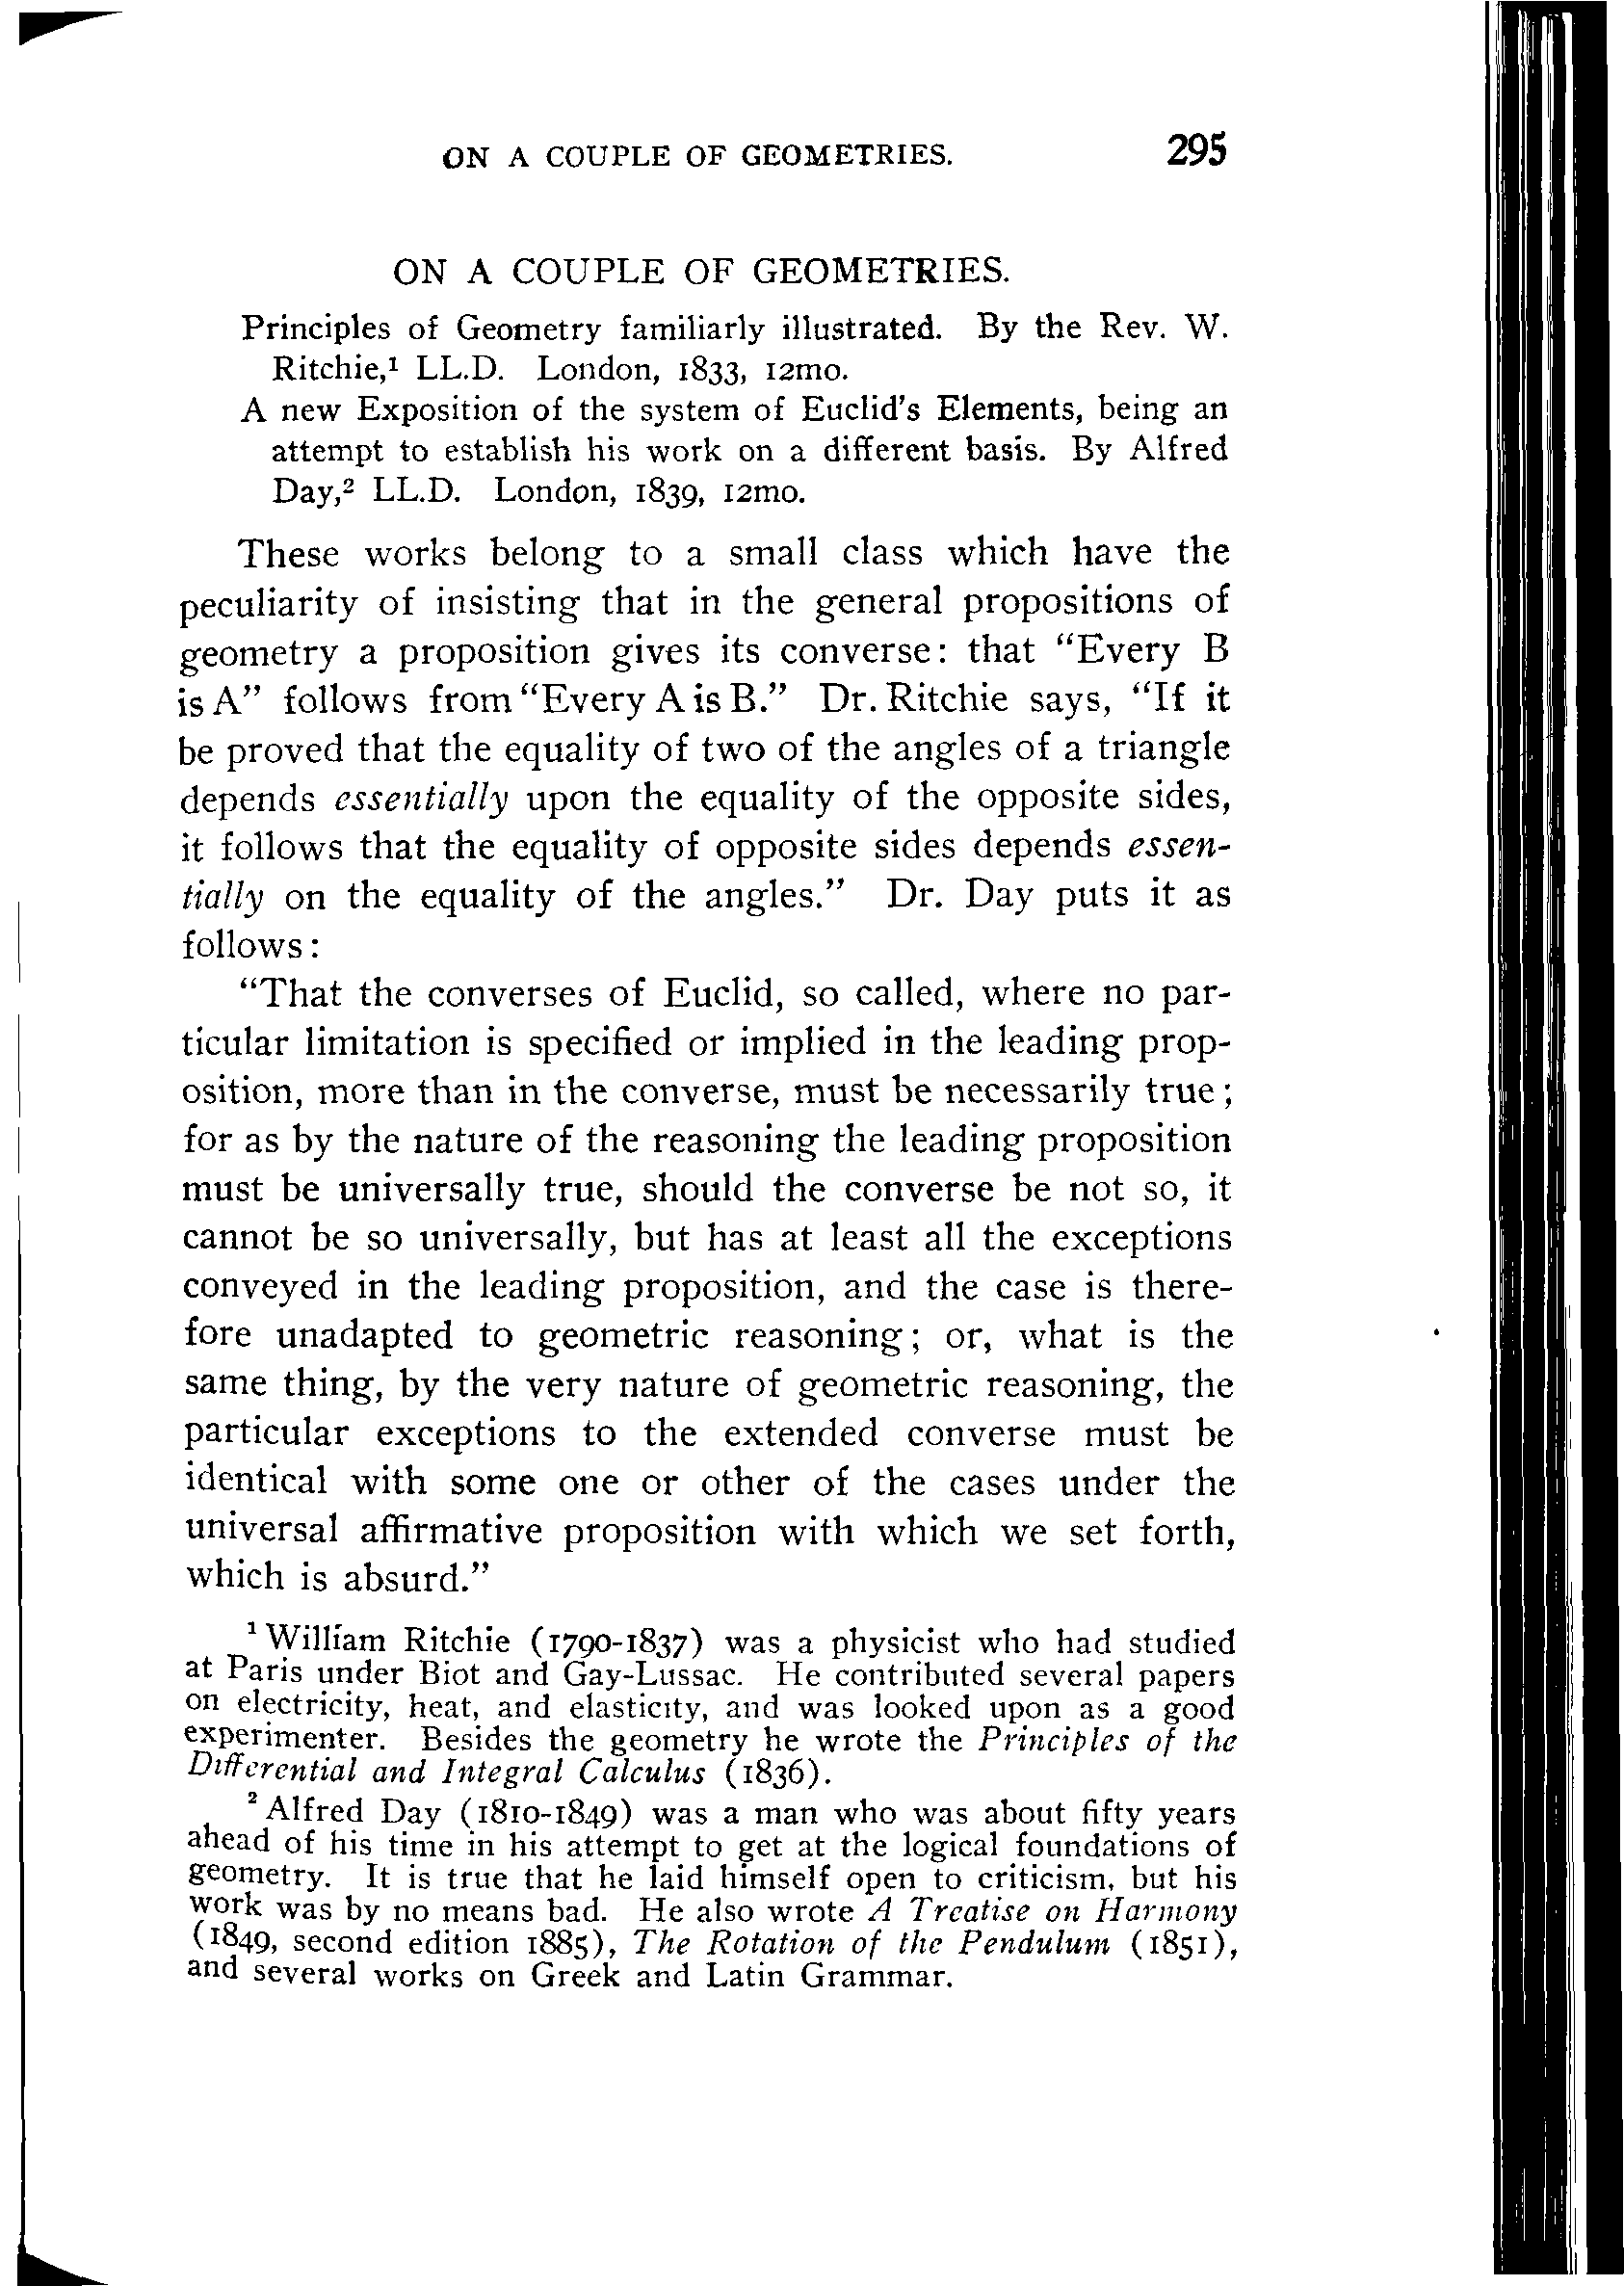 ON A COUPLE OF GEOMETRIES. 295
ON A COUPLE OF GEOMETRIES.
Principles of Geometry familiarly illustrated. By the Rev. W.
Ritchie,¹ LL.D. London, 1833, 12mo.
A new Exposition of the system of Euclid's Elements, being an
attempt to establish his work on a different basis. By Alfred
Day,² LL.D. London, 1839, 12mo.
These works belong to a small class which have the
peculiarity of insisting that in the general propositions of
geometry a proposition gives its converse: that "Every B
is A" follows from "Every A is B." Dr. Ritchie says, "If it
be proved that the equality of two of the angles of a triangle
depends essentially upon the equality of the opposite sides,
it follows that the equality of opposite sides depends essen-
tially on the equality of the angles." Dr. Day puts it as
follows:
"That the converses of Euclid, so called, where no par-
ticular limitation is specified or implied in the leading prop-
osition, more than in the converse, must be necessarily true;
for as by the nature of the reasoning the leading proposition
must be universally true, should the converse be not so, it
cannot be so universally, but has at least all the exceptions
conveyed in the leading proposition, and the case is there-
fore unadapted to geometric reasoning; or, what is the
same thing, by the very nature of geometric reasoning, the
particular exceptions to the extended converse must be
identical with some one or other of the cases under the
universal affirmative proposition with which we set forth,
which is absurd."
¹ William Ritchie (1790-1837) was a physicist who had studied
at Paris under Biot and Gay-Lussac. He contributed several papers
on electricity, heat, and elasticity, and was looked upon as a good
experimenter. Besides the geometry he wrote the Principles of the
Differential and Integral Calculus (1836).
² Alfred Day (1810-1849) was a man who was about fifty years
ahead of his time in his attempt to get at the logical foundations of
geometry. It is true that he laid himself open to criticism, but his
work was by no means bad. He also wrote A Treatise on Harmony
(1849, second edition 1885), The Rotation of the Pendulum (1851),
and several works on Greek and Latin Grammar.